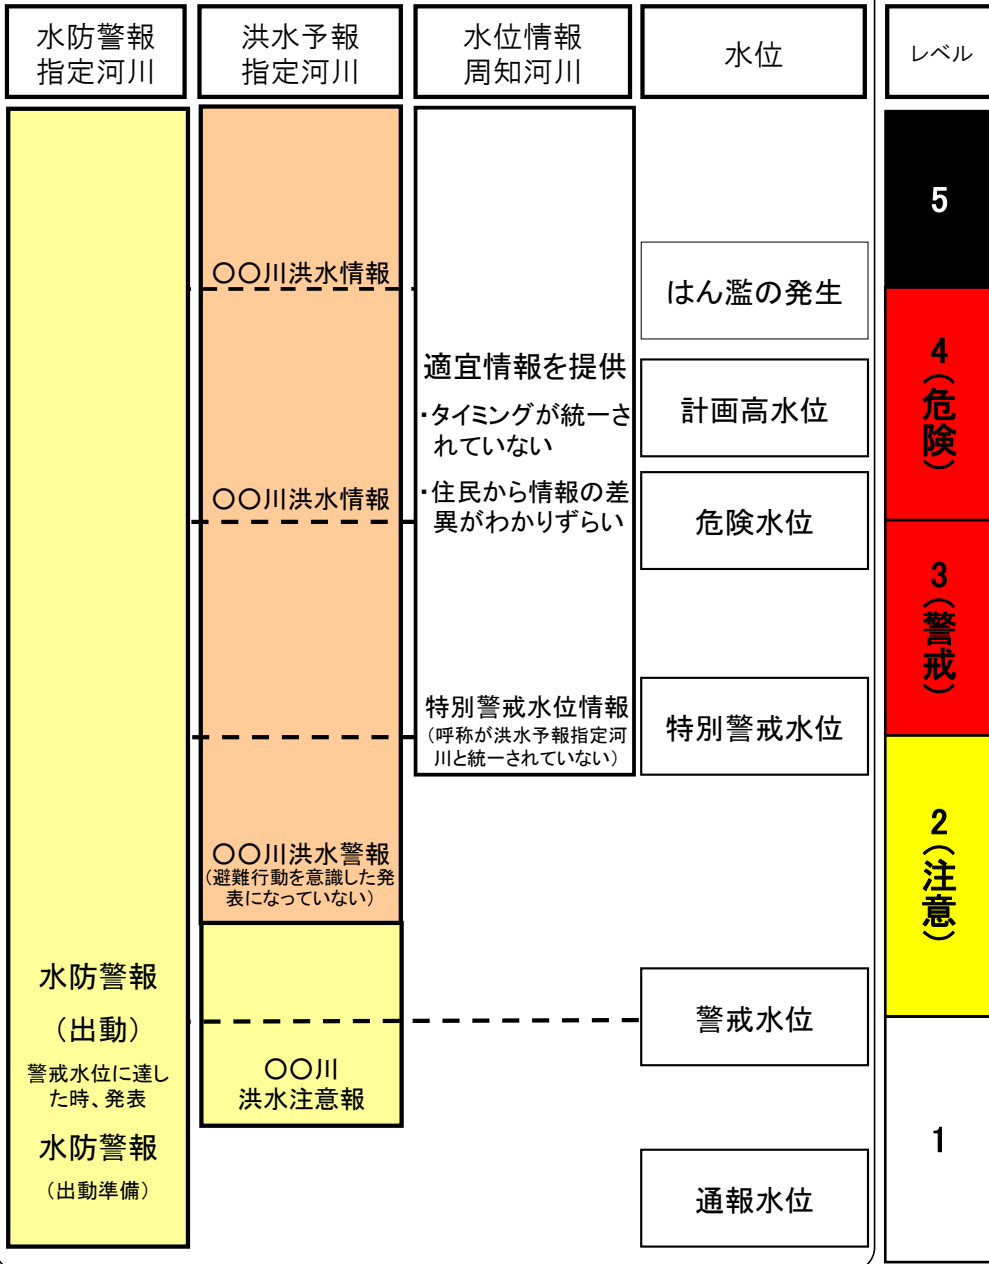 水防警報
指定河川
洪水予報
指定河川
水位情報
周知河川
水位
レベル
水防警報
（出動）
警戒水位に達し
た時、発表
水防警報
（出動準備）
〇〇川洪水情報
〇〇川洪水情報
〇〇川洪水警報
（避難行動を意識した発
表になっていない）
〇〇川
洪水注意報
適宜情報を提供
・タイミングが統一さ
れていない
・住民から情報の差
異がわかりずらい
特別警戒水位情報
（呼称が洪水予報指定河
川と統一されていない）
はん濫の発生
計画高水位
危険水位
特別警戒水位
警戒水位
通報水位
5
4（危険）
3（警戒）
2（注意）
1